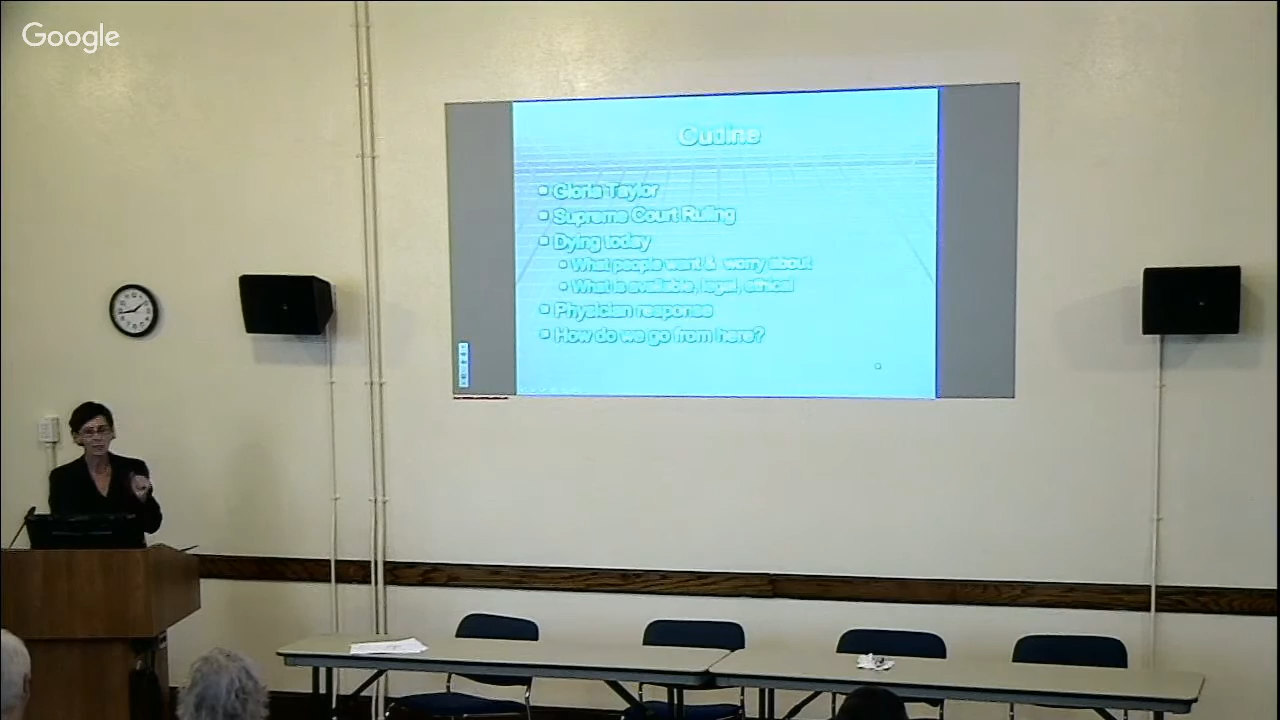 Google
Outline
Gloria Taylor
Supreme Court Ruling
Dying today
What people want & worry about
What is available, legal, ethical
Physician response
How do we go from here?